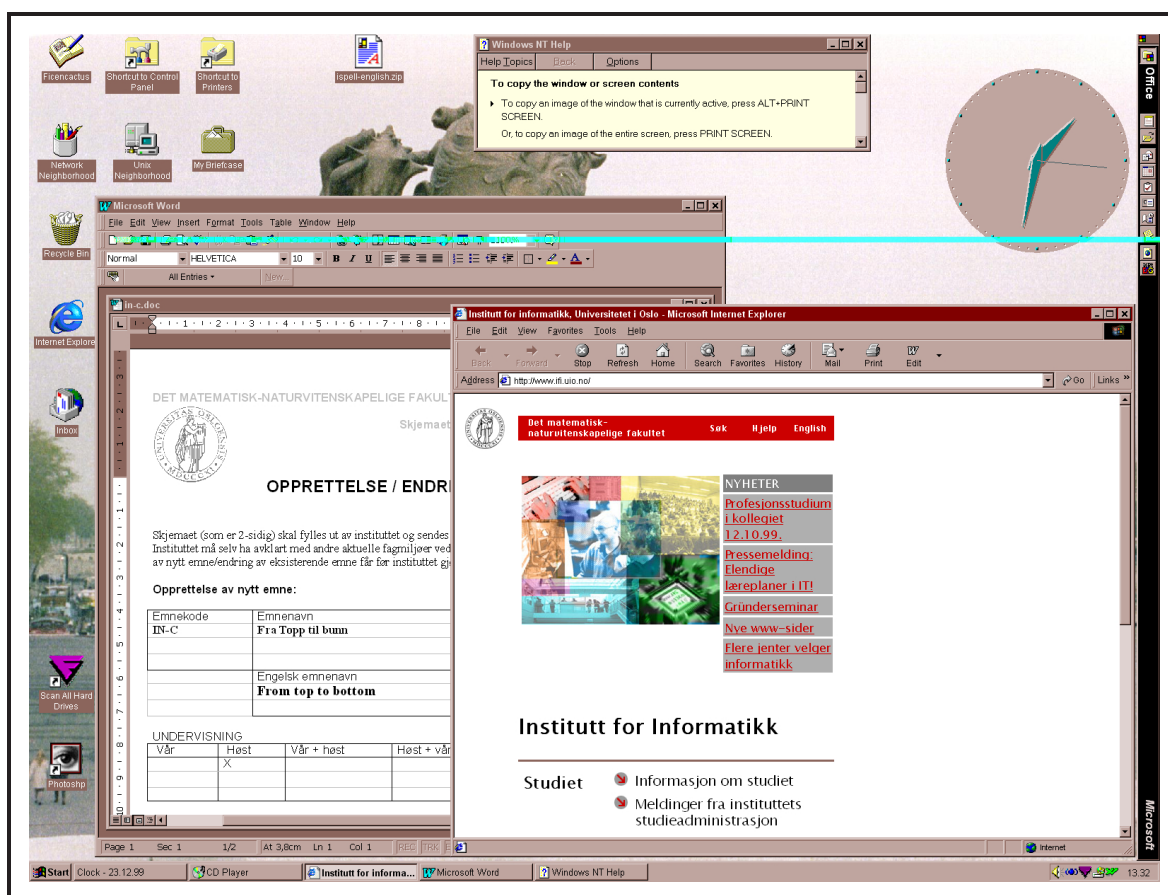 Ficencactus
Shortcut to Control
Panel
Shortcut to
Printers
ispell-english.zip
Network
Neighborhood
Unix
Neighborhood
My Briefcase
Recycle Bin
Internet Explore
Inbox
Scan All Hard
Drives
Photoshp
Windows NT Help
Help Topics Back Options
To copy the window or screen contents
To copy an image of the window that is currently active, press ALT+PRINT
SCREEN.
Or, to copy an image of the entire screen, press PRINT SCREEN.
Office
Microsoft
Microsoft Word
File Edit View Insert Format Tools Table Window Help
Normal HELVETICA 10 B I U
All Entries New...
in-c.doc
1 2 3 4 5 6 7 8
DET MATEMATISK-NATURVITENSKAPELIGE FAKUL
Skjemaet
UNIVERSITAS OSLOENSIS
MDCCCXI
OPPRETTELSE / ENDRI
Skjemaet (som er 2-sidig) skal fylles ut av instituttet og sendes
Instituttet må selv ha avklart med andre aktuelle fagmiljøer ved
av nytt emne/endring av eksisterende emne får før instituttet gj
Opprettelse av nytt emne:
Emnekode Emnenavn
IN-C Fra Topp til bunn
Engelsk emnenavn
From top to bottom
UNDERVISNING
Vår Høst Vår + høst Høst + vår
X
Page 1 Sec 1 1/2 At 3,8cm Ln 1 Col 1 REC TRK
Institutt for informatikk, Universitetet i Oslo - Microsoft Internet Explorer
File Edit View Favorites Tools Help
Back Forward Stop Refresh Home Search Favorites History Mail Print Edit
Address http://www.ifi.uio.no/ Go Links »
Det matematisk-
naturvitenskapelige fakultet Søk Hjelp English
NYHETER
Profesjonsstudium
i kollegiet
12.10.99.
Pressemelding:
Elendige
læreplaner i IT!
Gründerseminar
Nye www-sider
Flere jenter velger
informatikk
Institutt for Informatikk
Studiet Informasjon om studiet
Meldinger fra instituttets
studieadministrasjon
Internet
Start Clock - 23.12.99 CD Player Institutt for informa... Microsoft Word Windows NT Help 13.32